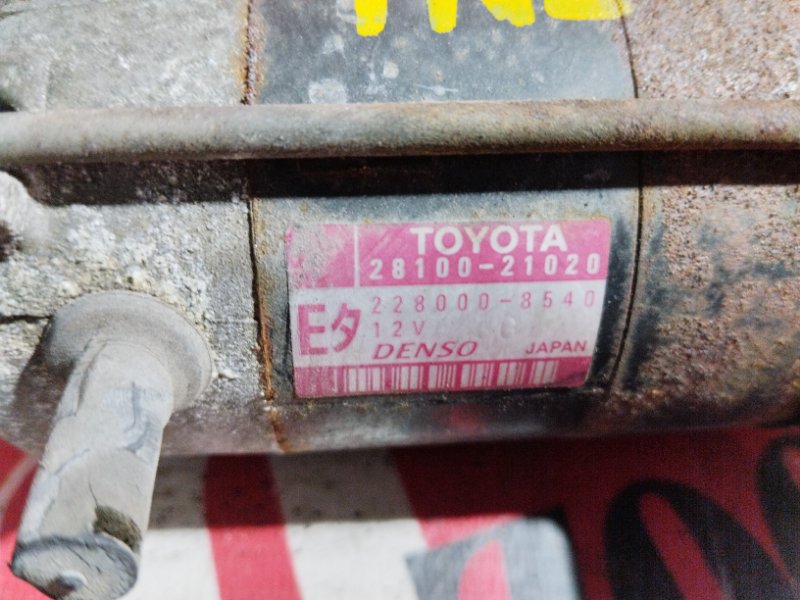 TOYOTA
28100-21020
228000-8540
Eタ
12V
DENSO JAPAN